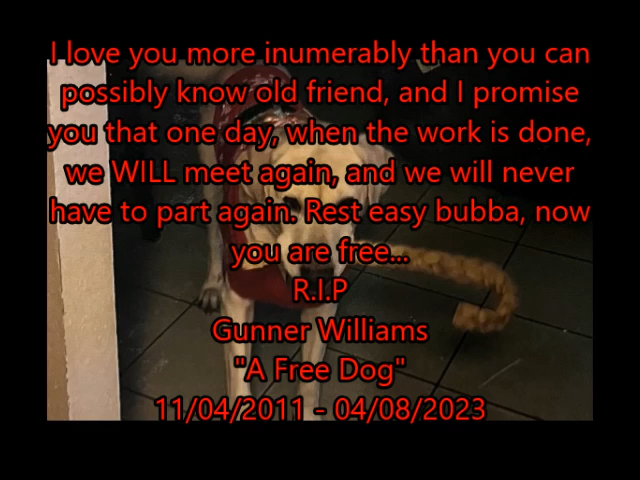 I love you more inumerably than you can
possibly know old friend, and I promise
you that one day, when the work is done,
we WILL meet again, and we will never
have to part again. Rest easy bubba, now
you are free...
R.I.P
Gunner Williams
"A Free Dog"
11/04/2011 - 04/08/2023